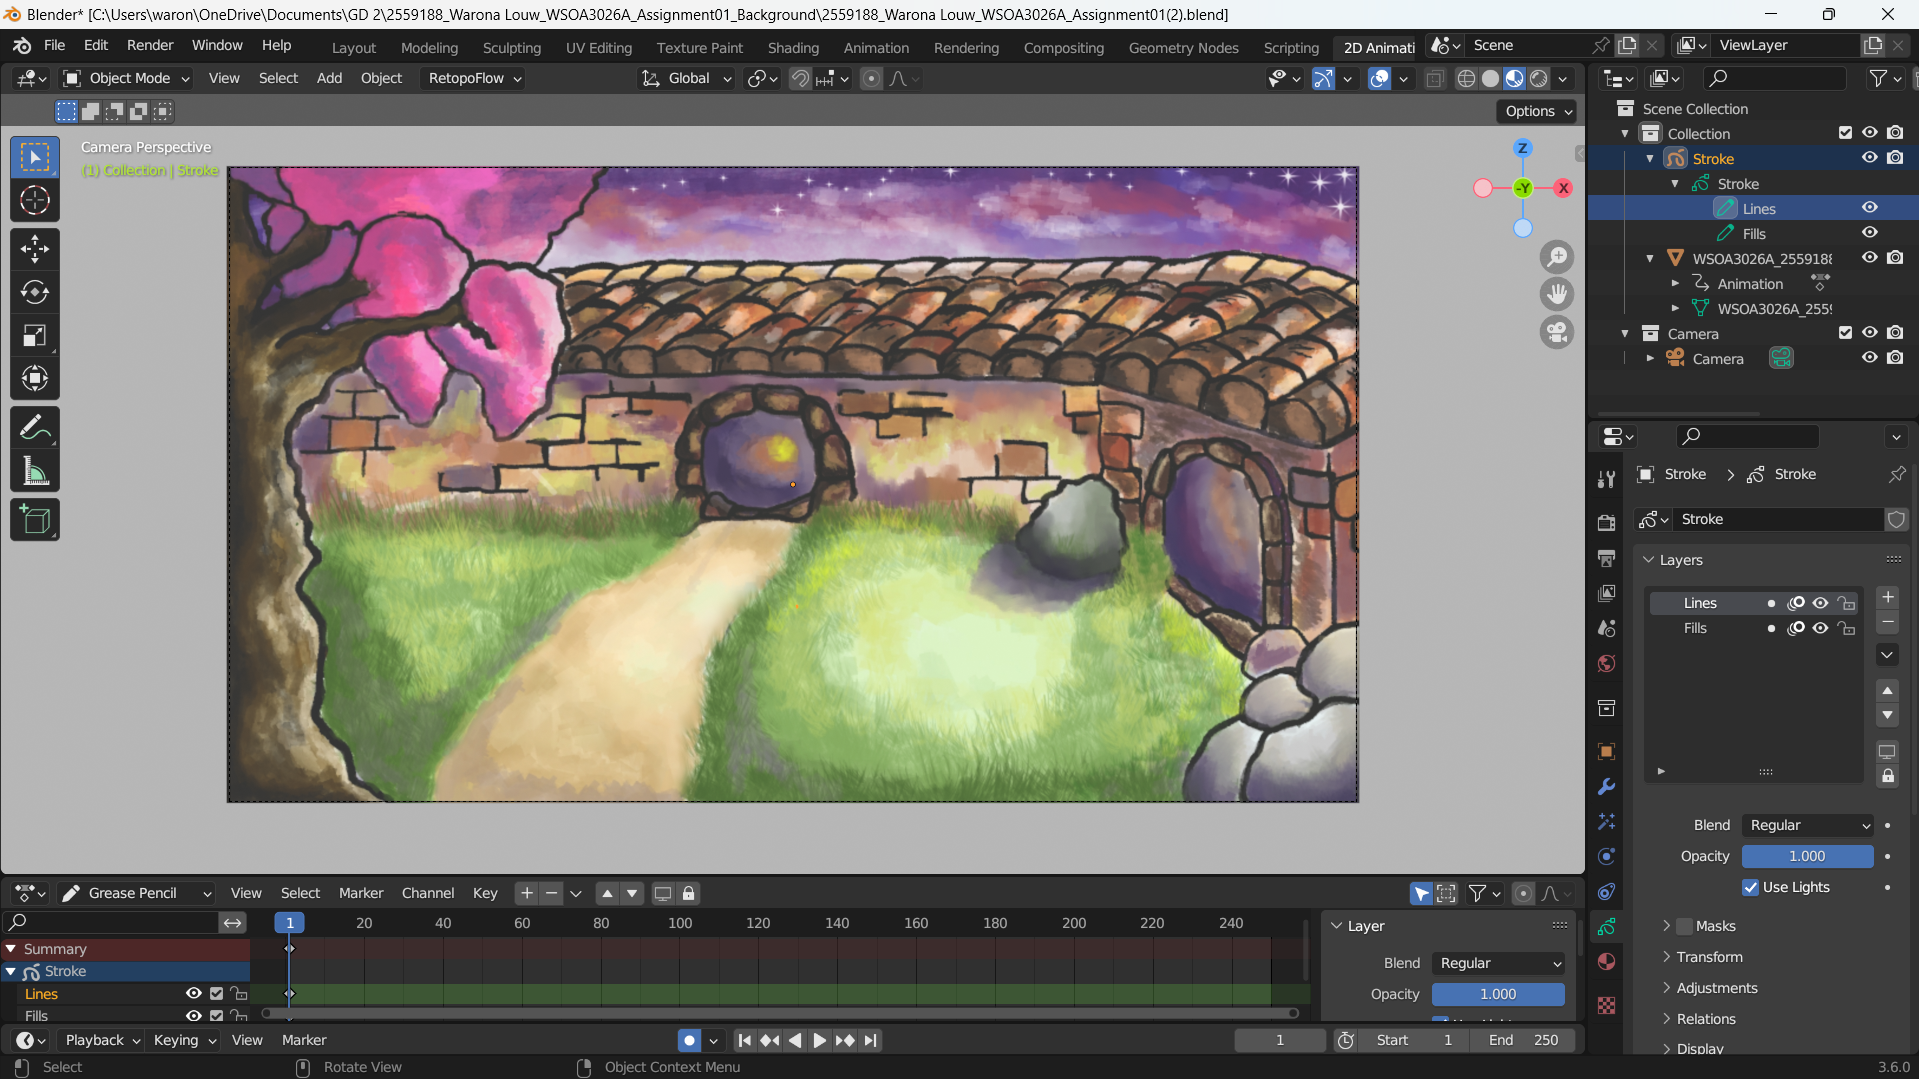 Blender* [C:\Users\waron\OneDrive\Documents\GD 2\2559188_Warona Louw_WSOA3026A_Assignment01_Background\2559188_Warona Louw_WSOA3026A_Assignment01(2).blend]
File Edit Render Window Help Layout Modeling Sculpting UV Editing Texture Paint Shading Animation Rendering Compositing Geometry Nodes Scripting 2D Animati Scene ViewLayer
Object Mode View Select Add Object RetopoFlow Global
Options
Camera Perspective
(1) Collection | Stroke
Z
-Y X
Scene Collection
Collection
Stroke
Stroke
Lines
Fills
WSOA3026A_2559188
Animation
WSOA3026A_255
Camera
Camera
Stroke Stroke
Stroke
Layers
Lines
Fills
Blend Regular
Opacity 1.000
Use Lights
Masks
Transform
Adjustments
Relations
Display
Grease Pencil View Select Marker Channel Key
1 20 40 60 80 100 120 140 160 180 200 220 240
Summary
Stroke
Lines
Fills
Layer
Blend Regular
Opacity 1.000
Playback Keying View Marker 1 Start 1 End 250
Select Rotate View Object Context Menu 3.6.0